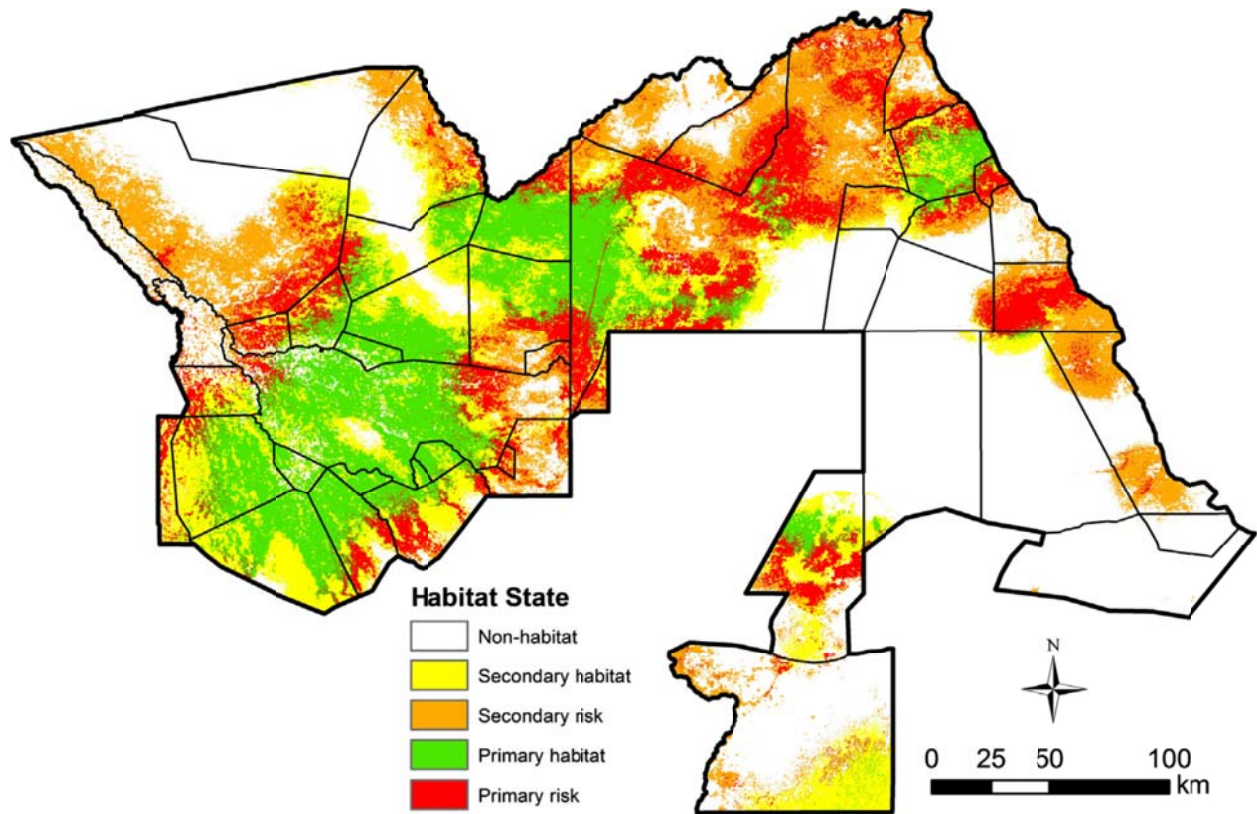 Habitat State
Non-habitat
Secondary habitat
Secondary risk
Primary habitat
Primary risk
N
0 25 50 100
km